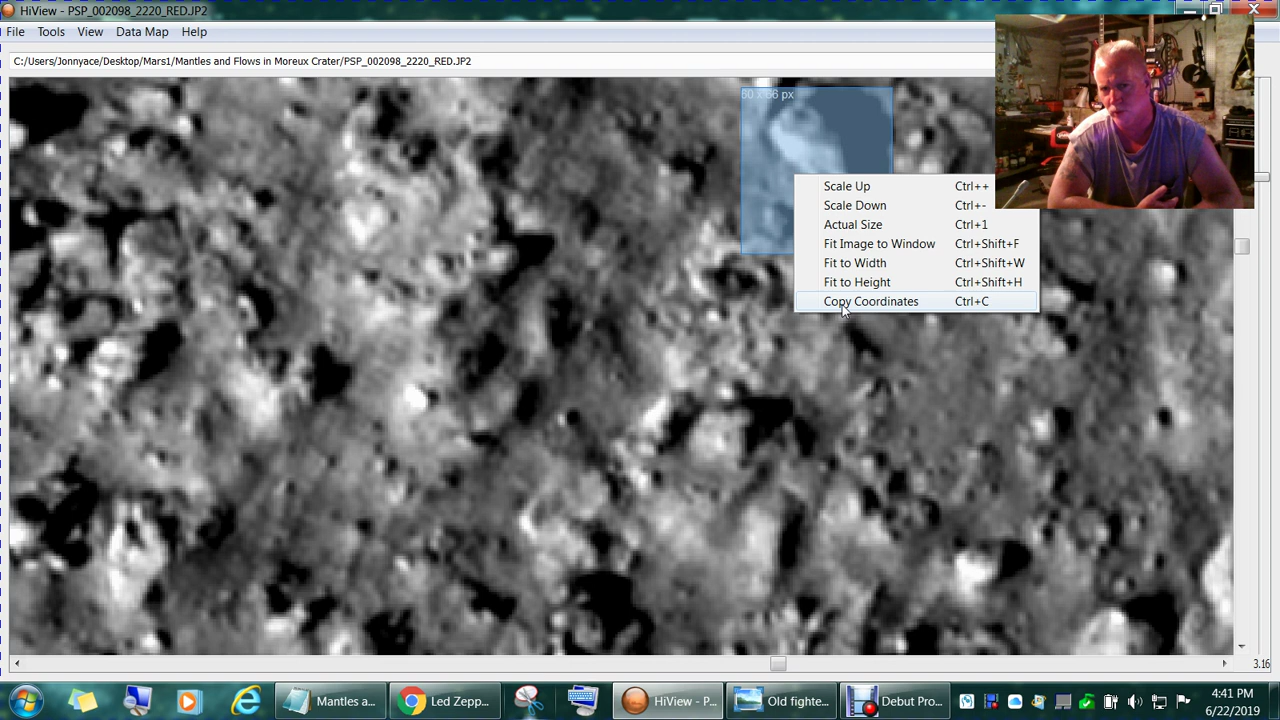 HiView - PSP_002098_2220_RED.JP2
File Tools View Data Map Help
C:/Users/Jonnyace/Desktop/Mars1/Mantles and Flows in Moreux Crater/PSP_002098_2220_RED.JP2
66 px
Scale Up Ctrl++
Scale Down Ctrl+-
Actual Size Ctrl+1
Fit Image to Window Ctrl+Shift+F
Fit to Width Ctrl+Shift+W
Fit to Height Ctrl+Shift+H
Copy Coordinates Ctrl+C
3.16
Mantles a... Led Zepp... HiView - P... Old fighte... Debut Pro...
4:41 PM
6/22/2019